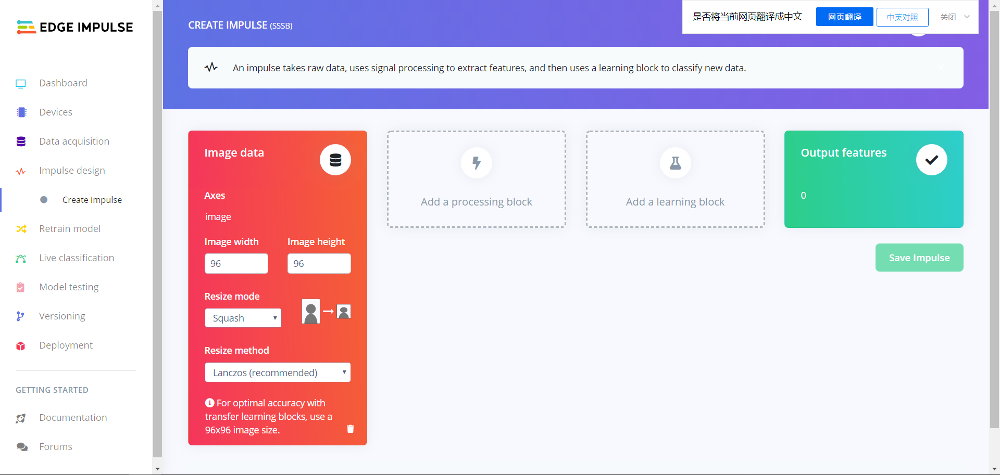 EDGE IMPULSE
Dashboard
Devices
Data acquisition
Impulse design
Create impulse
Retrain model
Live classification
Model testing
Versioning
Deployment
GETTING STARTED
Documentation
Forums
CREATE IMPULSE (SSSB)
是否将当前网页翻译成中文
网页翻译
中英对照
关闭
An impulse takes raw data, uses signal processing to extract features, and then uses a learning block to classify new data.
Image data
Axes
image
Image width
Image height
96
96
Resize mode
Squash
Resize method
Lanczos (recommended)
For optimal accuracy with
transfer learning blocks, use a
96x96 image size.
Add a processing block
Add a learning block
Output features
0
Save Impulse